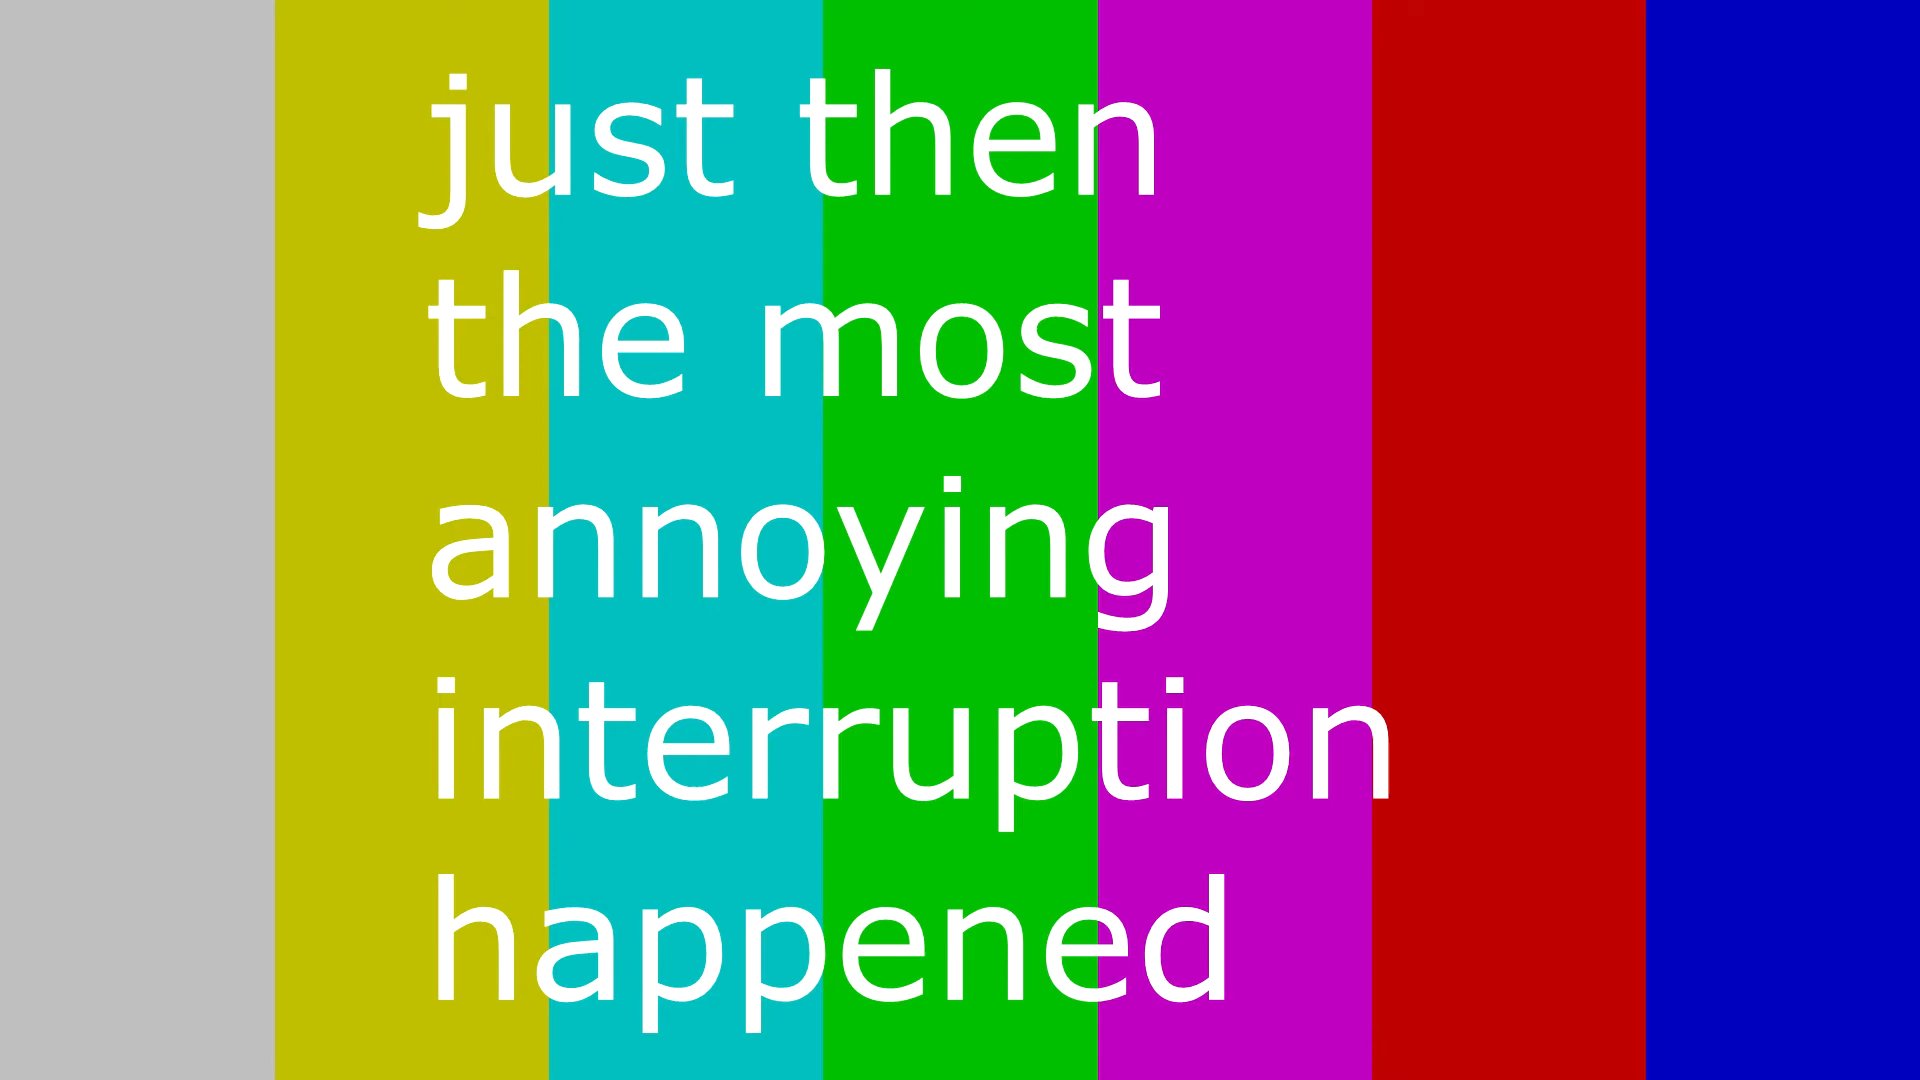 just then
the most
annoying
interruption
happened